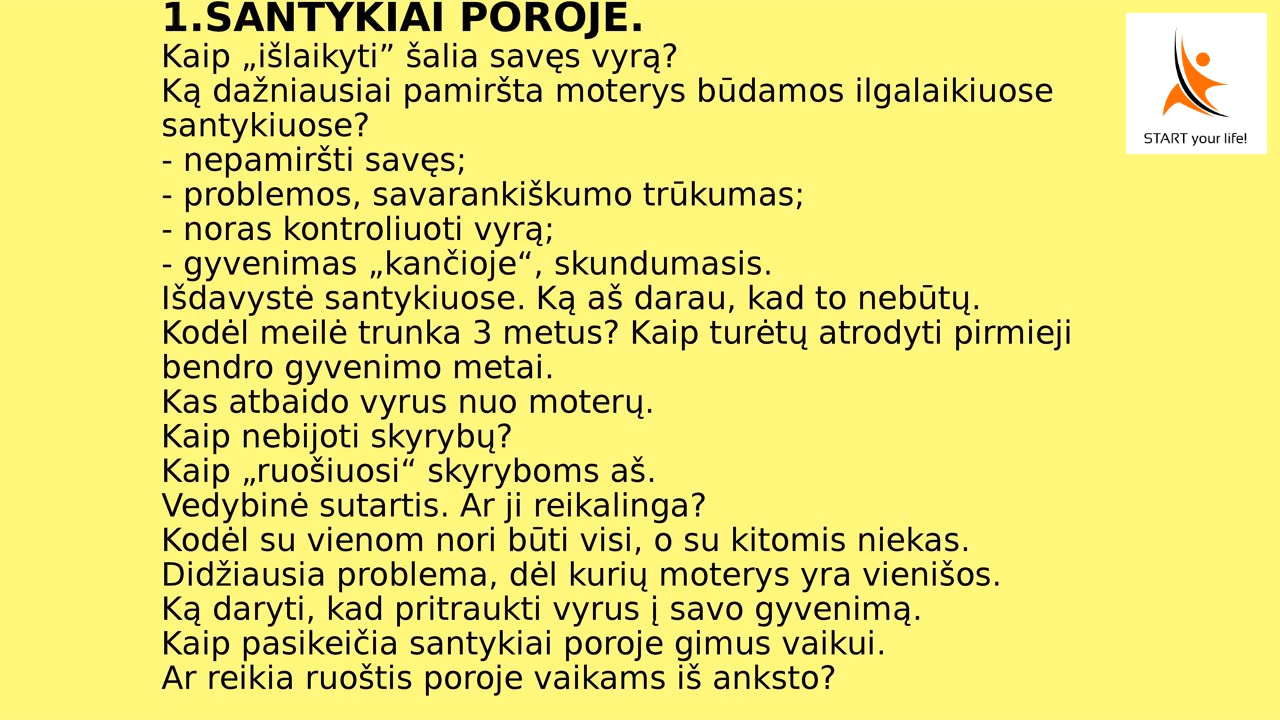 1.SANTYKIAI POROJE.
Kaip „išlaikyti” šalia savęs vyrą?
Ką dažniausiai pamiršta moterys būdamos ilgalaikiuose
santykiuose?
- nepamiršti savęs;
- problemos, savarankiškumo trūkumas;
- noras kontroliuoti vyrą;
- gyvenimas „kančioje“, skundumasis.
Išdavystė santykiuose. Ką aš darau, kad to nebūtų.
Kodėl meilė trunka 3 metus? Kaip turėtų atrodyti pirmieji
bendro gyvenimo metai.
Kas atbaido vyrus nuo moterų.
Kaip nebijoti skyrybų?
Kaip „ruošiuosi“ skyryboms aš.
Vedybinė sutartis. Ar ji reikalinga?
Kodėl su vienom nori būti visi, o su kitomis niekas.
Didžiausia problema, dėl kurių moterys yra vienišos.
Ką daryti, kad pritraukti vyrus į savo gyvenimą.
Kaip pasikeičia santykiai poroje gimus vaikui.
Ar reikia ruoštis poroje vaikams iš anksto?
START your life!